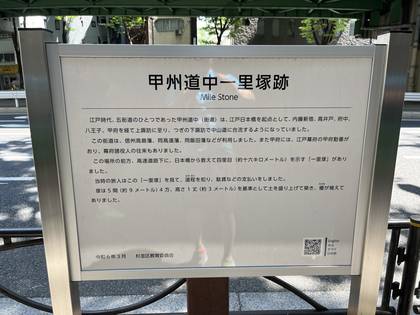 甲州道中一里塚跡
Mile Stone
江戸時代、五街道のひとつであった甲州道中（街道）は、江戸日本橋を起点として、内藤新宿、高井戸、府中、
八王子、甲府を経て上諏訪に至り、つぎの下諏訪で中山道に合流するようになっていました。
この街道は、信州高島藩、同高遠藩、同飯田藩などが利用しました。また甲府には、江戸幕府の甲府勤番が
おり、幕府諸役人の往来もありました。
この場所の前方、高速道路下に、日本橋から数えて四里目（約十六キロメートル）を示す「一里塚」があり
ました。
当時の旅人はこの「一里塚」を見て、道程を知り、駄賃などの支払いをしました。
塚は5間（約9メートル）4方、高さ1丈（約3メートル）を基準として土を盛り上げて築き、榎が植えて
ありました。
令和6年3月 杉並区教育委員会
English